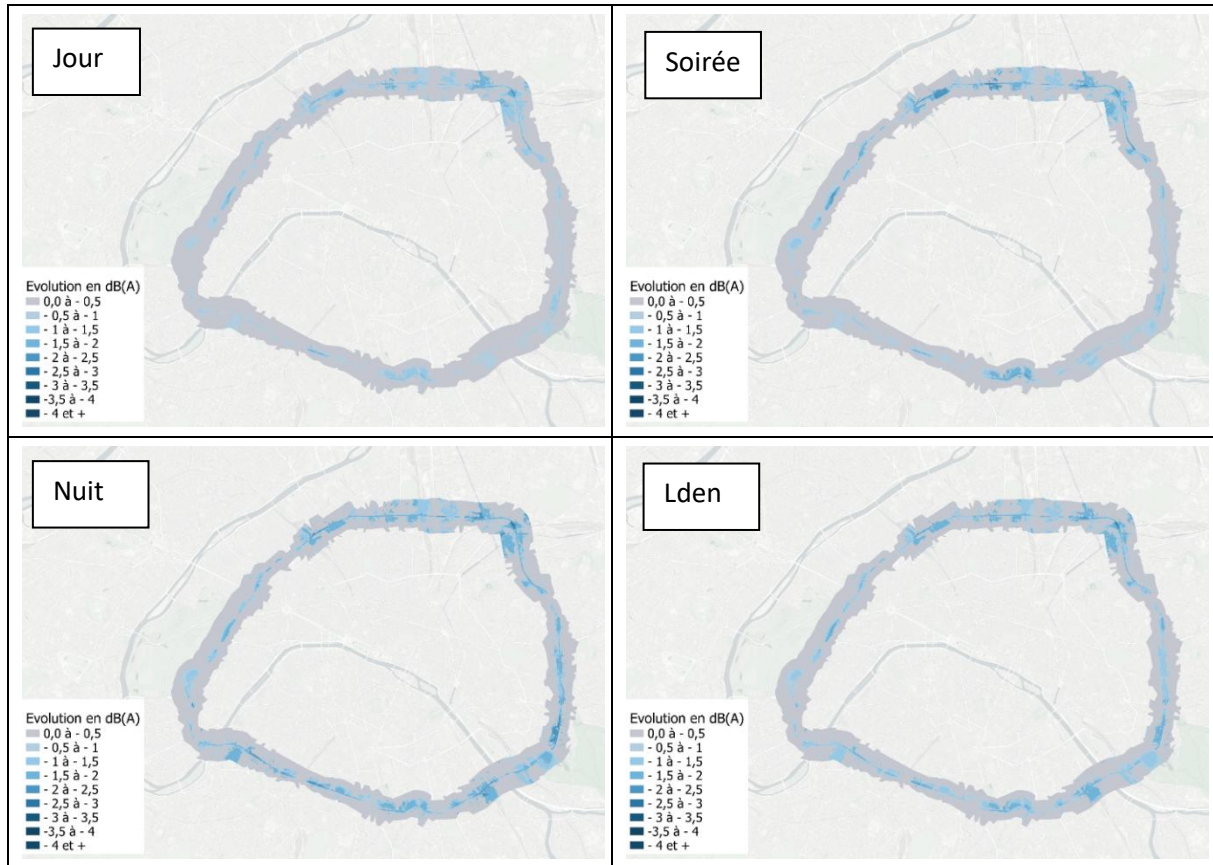 Jour
Evolution en dB(A)
0,0 à - 0,5
- 0,5 à - 1
- 1 à - 1,5
- 1,5 à - 2
- 2 à - 2,5
- 2,5 à - 3
- 3 à - 3,5
-3,5 à - 4
- 4 et +
Soirée
Evolution en dB(A)
0,0 à - 0,5
- 0,5 à - 1
- 1 à - 1,5
- 1,5 à - 2
- 2 à - 2,5
- 2,5 à - 3
- 3 à - 3,5
-3,5 à - 4
- 4 et +
Nuit
Evolution en dB(A)
0,0 à - 0,5
- 0,5 à - 1
- 1 à - 1,5
- 1,5 à - 2
- 2 à - 2,5
- 2,5 à - 3
- 3 à - 3,5
-3,5 à - 4
- 4 et +
Lden
Evolution en dB(A)
0,0 à - 0,5
- 0,5 à - 1
- 1 à - 1,5
- 1,5 à - 2
- 2 à - 2,5
- 2,5 à - 3
- 3 à - 3,5
-3,5 à - 4
- 4 et +